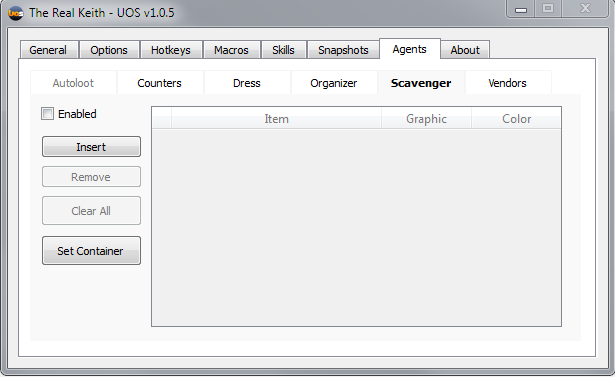 The Real Keith - UOS v1.0.5
General Options Hotkeys Macros Skills Snapshots Agents About
Autoloot Counters Dress Organizer Scavenger Vendors
Enabled
Item Graphic Color
Insert
Remove
Clear All
Set Container